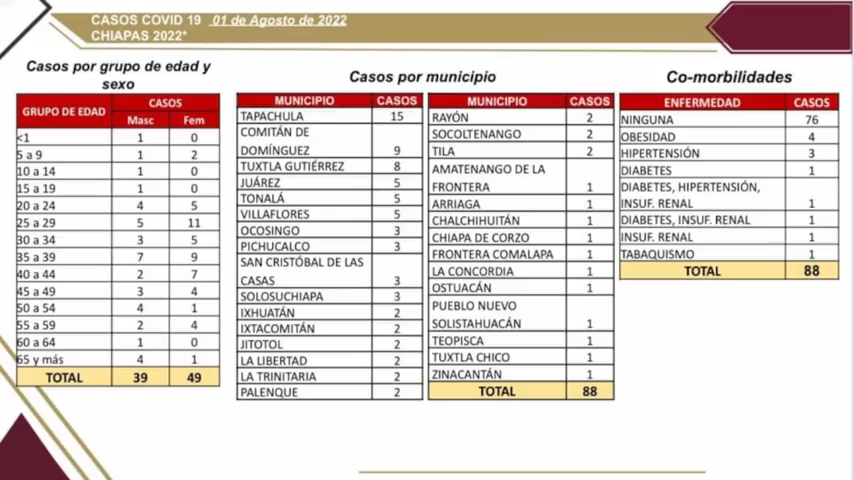 CASOS COVID 19 01 de Agosto de 2022
CHIAPAS 2022*
Casos por grupo de edad y
sexo
GRUPO DE EDAD CASOS
Masc Fem
<1 1 0
5 a 9 1 2
10 a 14 1 0
15 a 19 1 0
20 a 24 4 5
25 a 29 5 11
30 a 34 3 5
35 a 39 7 9
40 a 44 2 7
45 a 49 3 4
50 a 54 4 1
55 a 59 2 4
60 a 64 1 0
65 y más 4 1
TOTAL 39 49
Casos por municipio
MUNICIPIO CASOS
TAPACHULA 15
COMITÁN DE
DOMÍNGUEZ 9
TUXTLA GUTIÉRREZ 8
JUÁREZ 5
TONALÁ 5
VILLAFLORES 5
OCOSINGO 3
PICHUCALCO 3
SAN CRISTÓBAL DE LAS
CASAS 3
SOLOSUCHIAPA 3
IXHUATÁN 2
IXTACOMITÁN 2
JITOTOL 2
LA LIBERTAD 2
LA TRINITARIA 2
PALENQUE 2
MUNICIPIO CASOS
RAYÓN 2
SOCOLTENANGO 2
TILA 2
AMATENANGO DE LA
FRONTERA 1
ARRIAGA 1
CHALCHIHUITÁN 1
CHIAPA DE CORZO 1
FRONTERA COMALAPA 1
LA CONCORDIA 1
OSTUACÁN 1
PUEBLO NUEVO
SOLISTAHUACÁN 1
TEOPISCA 1
TUXTLA CHICO 1
ZINACANTÁN 1
TOTAL 88
Co-morbilidades
ENFERMEDAD CASOS
NINGUNA 76
OBESIDAD 4
HIPERTENSIÓN 3
DIABETES 1
DIABETES, HIPERTENSIÓN,
INSUF. RENAL 1
DIABETES, INSUF. RENAL 1
INSUF. RENAL 1
TABAQUISMO 1
TOTAL 88